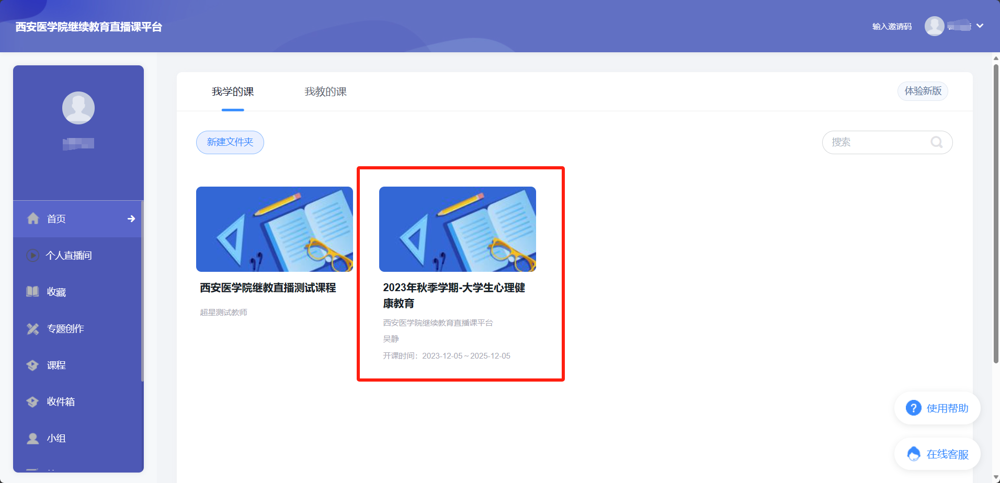 西安医学院继续教育直播课平台
输入邀请码
首页
个人直播间
收藏
专题创作
课程
收件箱
小组
我学的课
我教的课
体验新版
新建文件夹
搜索
西安医学院继教直播测试课程
超星测试教师
2023年秋季学期-大学生心理健
康教育
西安医学院继续教育直播课平台
吴静
开课时间：2023-12-05～2025-12-05
使用帮助
在线客服